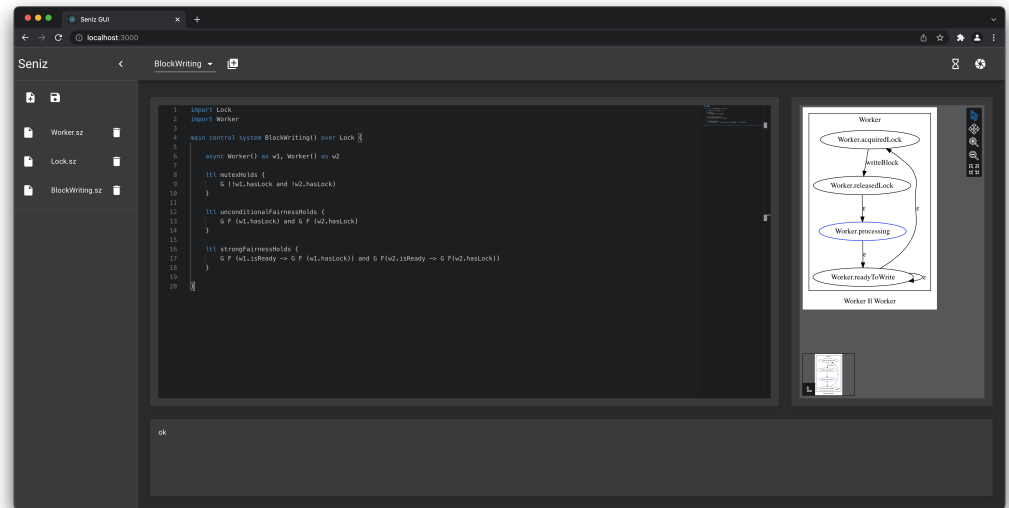 Seniz GUI
localhost:3000
Seniz
BlockWriting
Worker.sz
Lock.sz
BlockWriting.sz
1 import Lock
2 import Worker
3
4 main control system BlockWriting() over Lock {
5
6 async Worker() as w1, Worker() as w2
7
8 ltl mutexHolds {
9 G (!w1.hasLock and !w2.hasLock)
10 }
11
12 ltl unconditionalFairnessHolds {
13 G F (w1.hasLock) and G F (w2.hasLock)
14 }
15
16 ltl strongFairnessHolds {
17 G F (w1.isReady -> G F (w1.hasLock)) and G F(w2.isReady -> G F(w2.hasLock))
18 }
19
20 }
Worker
Worker.acquiredLock
writeBlock
Worker.releasedLock
ε
ε
Worker.processing
ε
Worker.readyToWrite
ε
Worker ||| Worker
ok